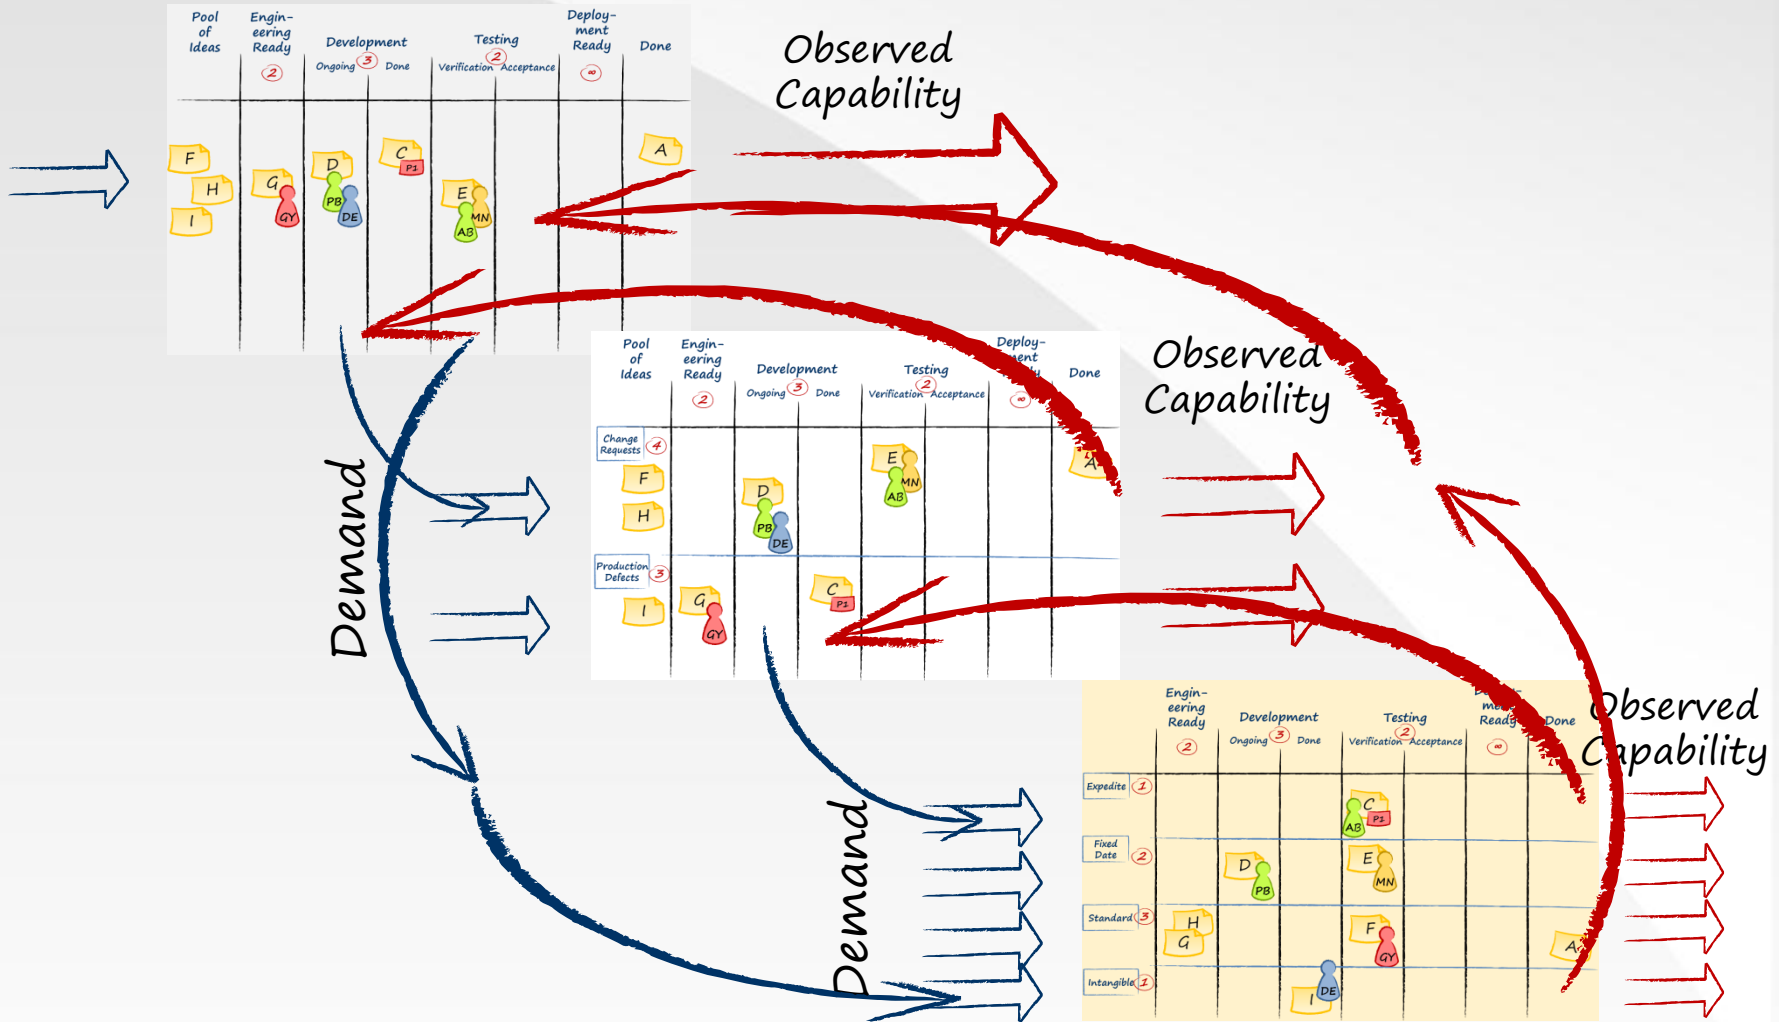 Pool
of
Ideas
Engin-
eering
Ready
2
Development
3
Ongoing Done
Testing
2
Verification Acceptance
Deploy-
ment
Ready
∞
Done
F
H
I
G
GY
D
PB
DE
C
P1
E
MN
AB
A
Observed
Capability
Demand
Pool
of
Ideas
Engin-
eering
Ready
2
Development
3
Ongoing Done
Testing
2
Verification Acceptance
Deploy-
∞
Done
Change
Requests
4
F
H
D
PB
DE
E
MN
AB
A
Production
Defects
3
I
G
GY
C
P1
Observed
Capability
Demand
Engin-
eering
Ready
2
Development
3
Ongoing Done
Testing
2
Verification Acceptance
Ready
∞
Done
Expedite
1
C
P1
AB
Fixed
Date
2
D
PB
E
MN
Standard
3
H
G
F
GY
A
Intangible
1
I
DE
Observed
Capability